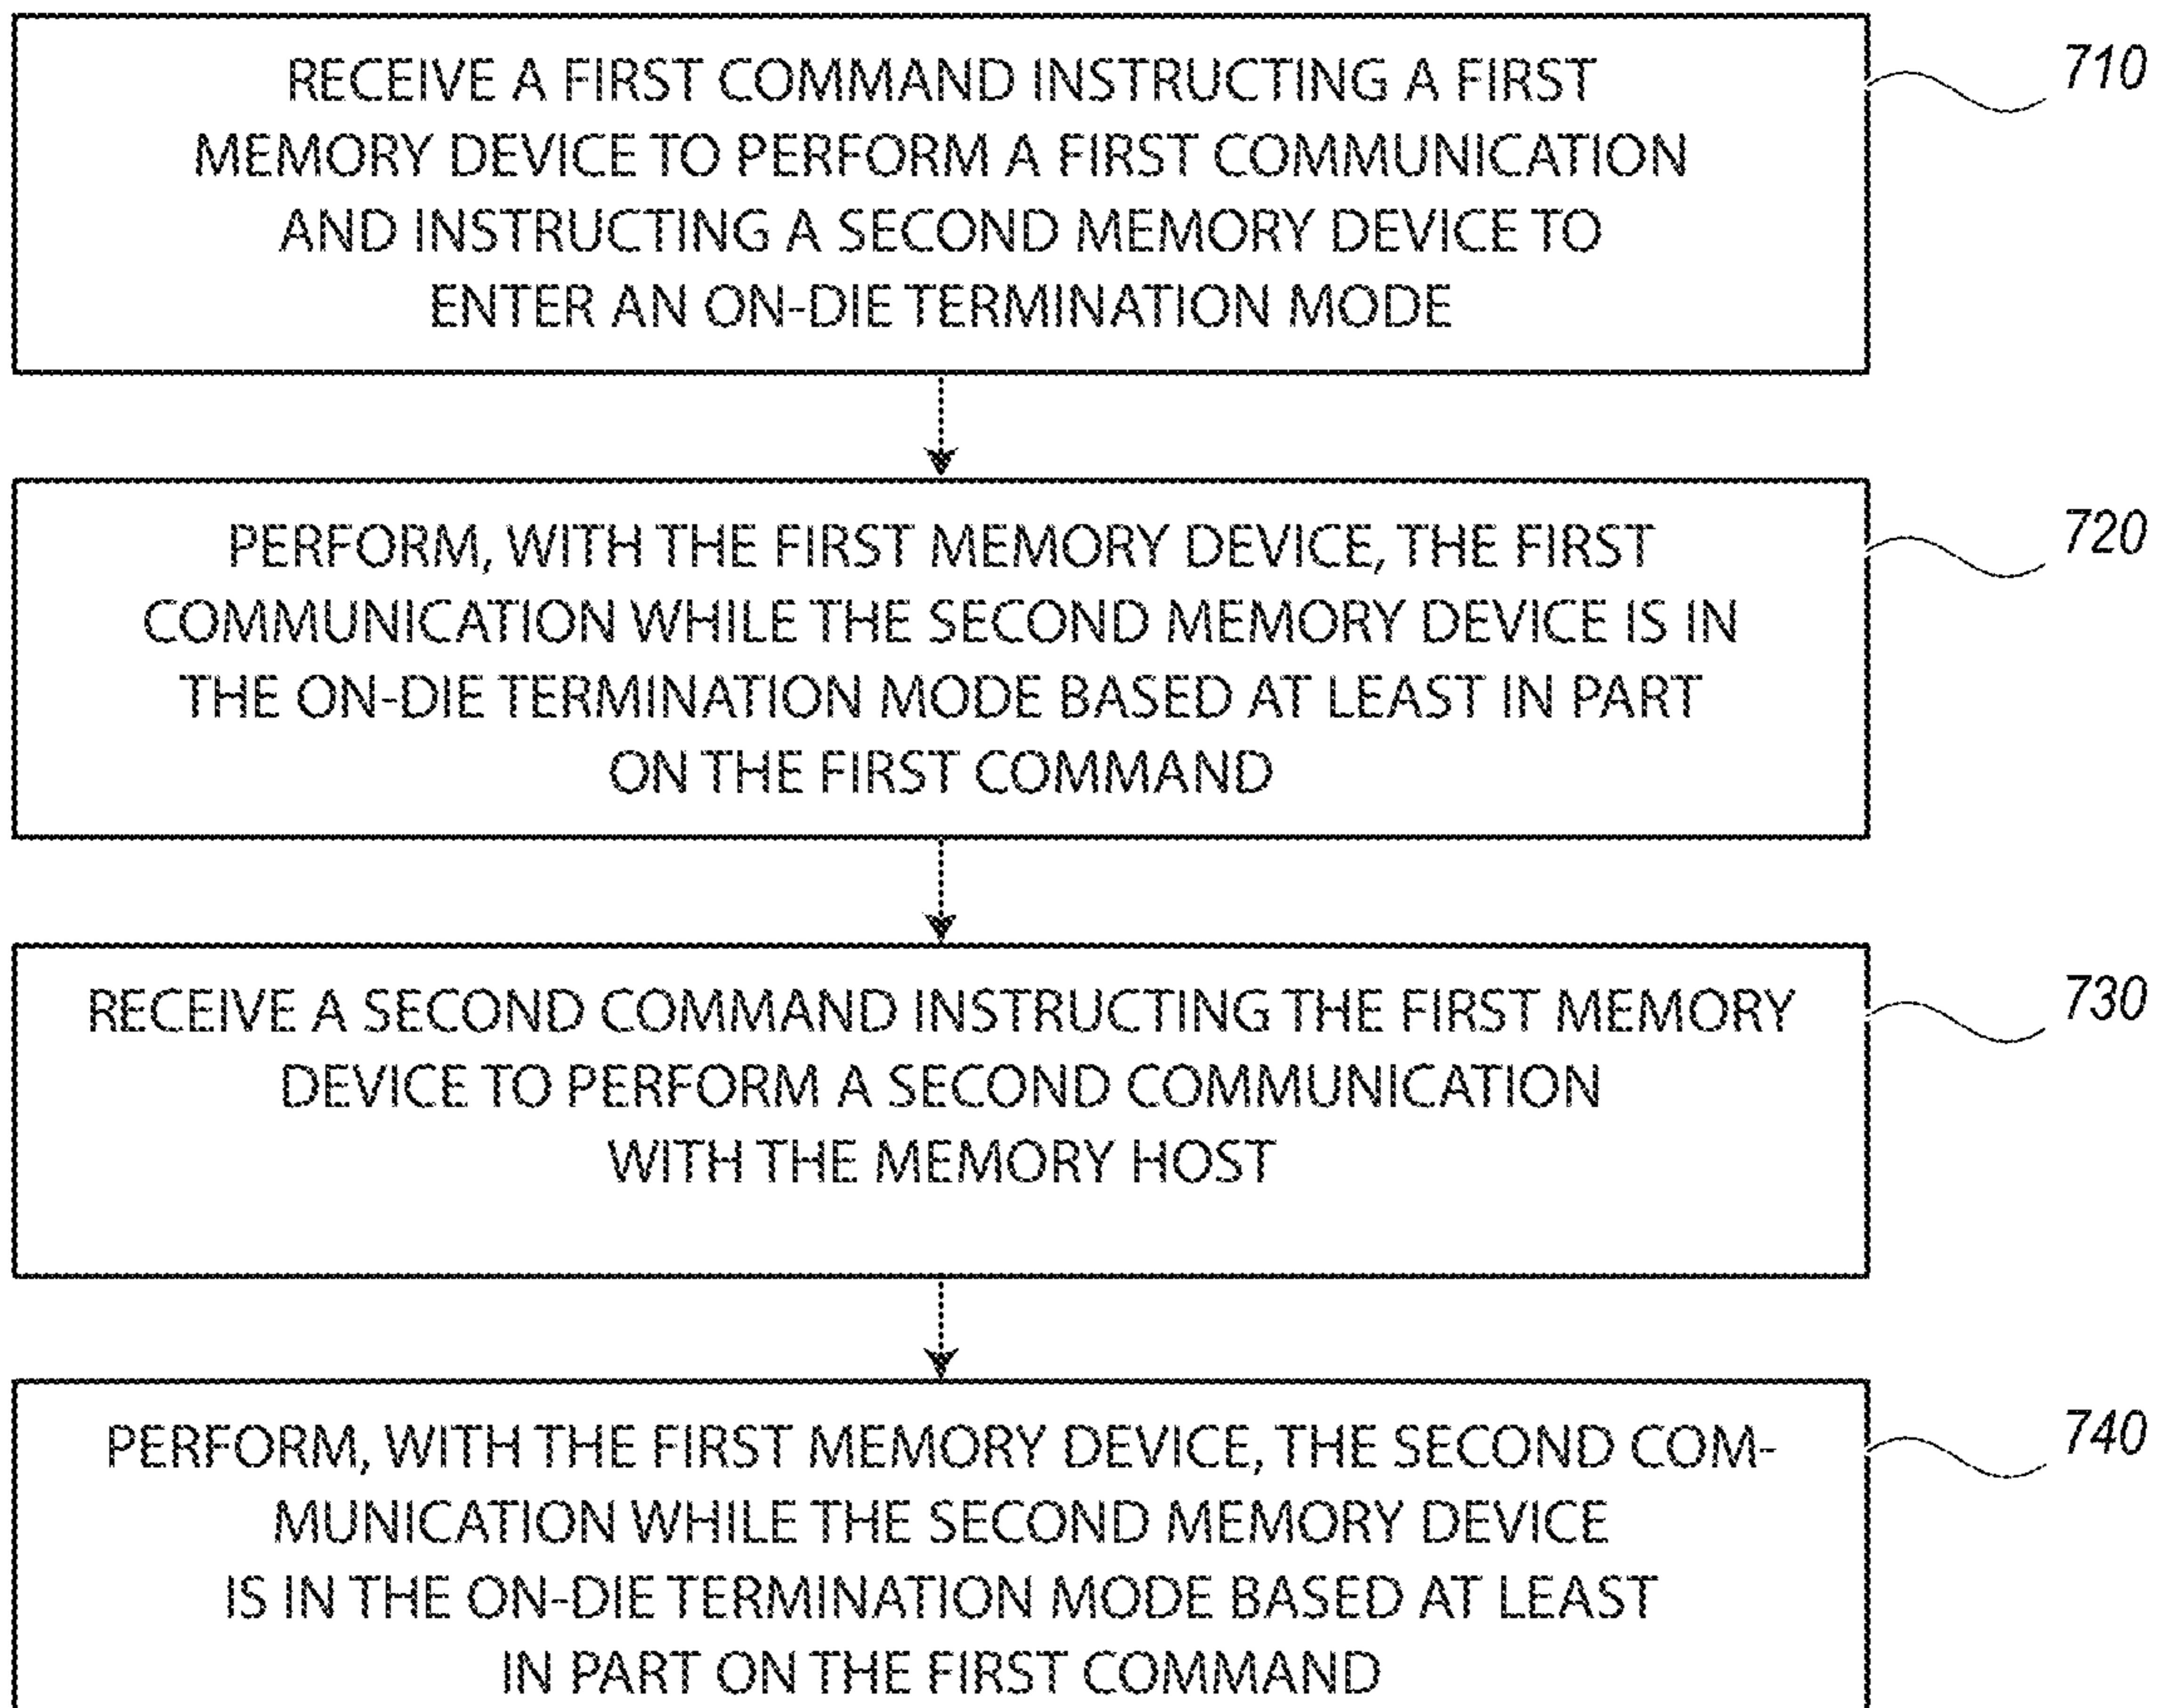 RECEIVE A FIRST COMMAND INSTRUCTING A FIRST
MEMORY DEVICE TO PERFORM A FIRST COMMUNICATION
AND INSTRUCTING A SECOND MEMORY DEVICE TO
ENTER AN ON-DIE TERMINATION MODE
710
PERFORM, WITH THE FIRST MEMORY DEVICE, THE FIRST
COMMUNICATION WHILE THE SECOND MEMORY DEVICE IS IN
THE ON-DIE TERMINATION MODE BASED AT LEAST IN PART
ON THE FIRST COMMAND
720
RECEIVE A SECOND COMMAND INSTRUCTING THE FIRST MEMORY
DEVICE TO PERFORM A SECOND COMMUNICATION
WITH THE MEMORY HOST
730
PERFORM, WITH THE FIRST MEMORY DEVICE, THE SECOND COM-
MUNICATION WHILE THE SECOND MEMORY DEVICE
IS IN THE ON-DIE TERMINATION MODE BASED AT LEAST
IN PART ON THE FIRST COMMAND
740